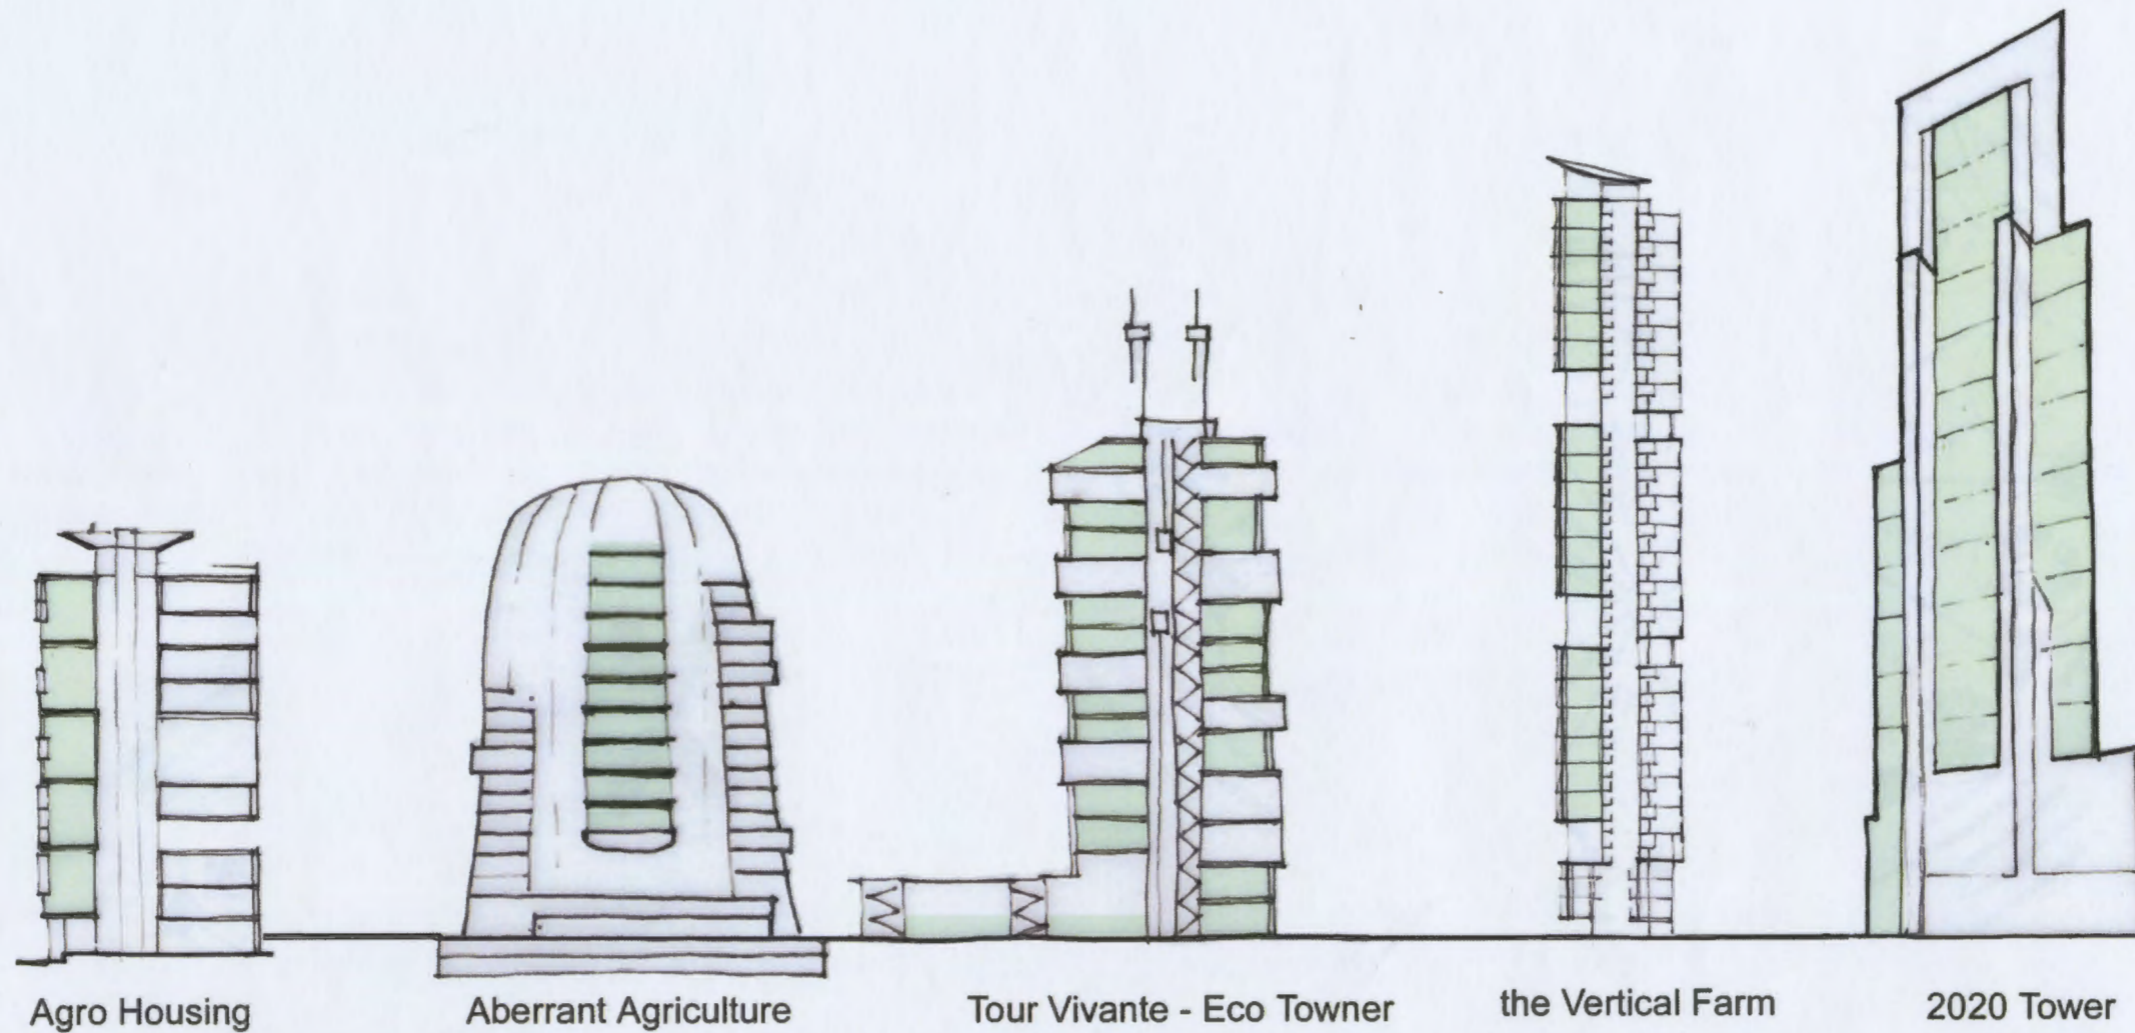 Agro Housing
Aberrant Agriculture
Tour Vivante - Eco Towner
the Vertical Farm
2020 Tower